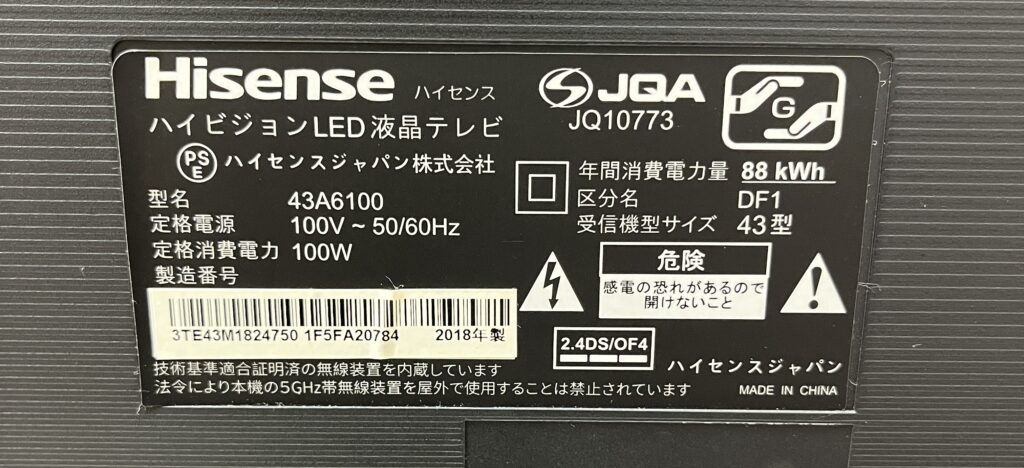 Hisense ハイセンス
ハイビジョンLED液晶テレビ
PS E ハイセンスジャパン株式会社
型名 43A6100
定格電源 100V ~ 50/60Hz
定格消費電力 100W
製造番号
3TE43M1824750 1F5FA20784 2018年製
技術基準適合証明済の無線装置を内蔵しています
法令により本機の5GHz帯無線装置を屋外で使用することは禁止されています
JQA
JQ10773
G
年間消費電力量 88 kWh
区分名 DF1
受信機型サイズ 43型
危険
感電の恐れがあるので
開けないこと
2.4DS/OF4
ハイセンスジャパン
MADE IN CHINA